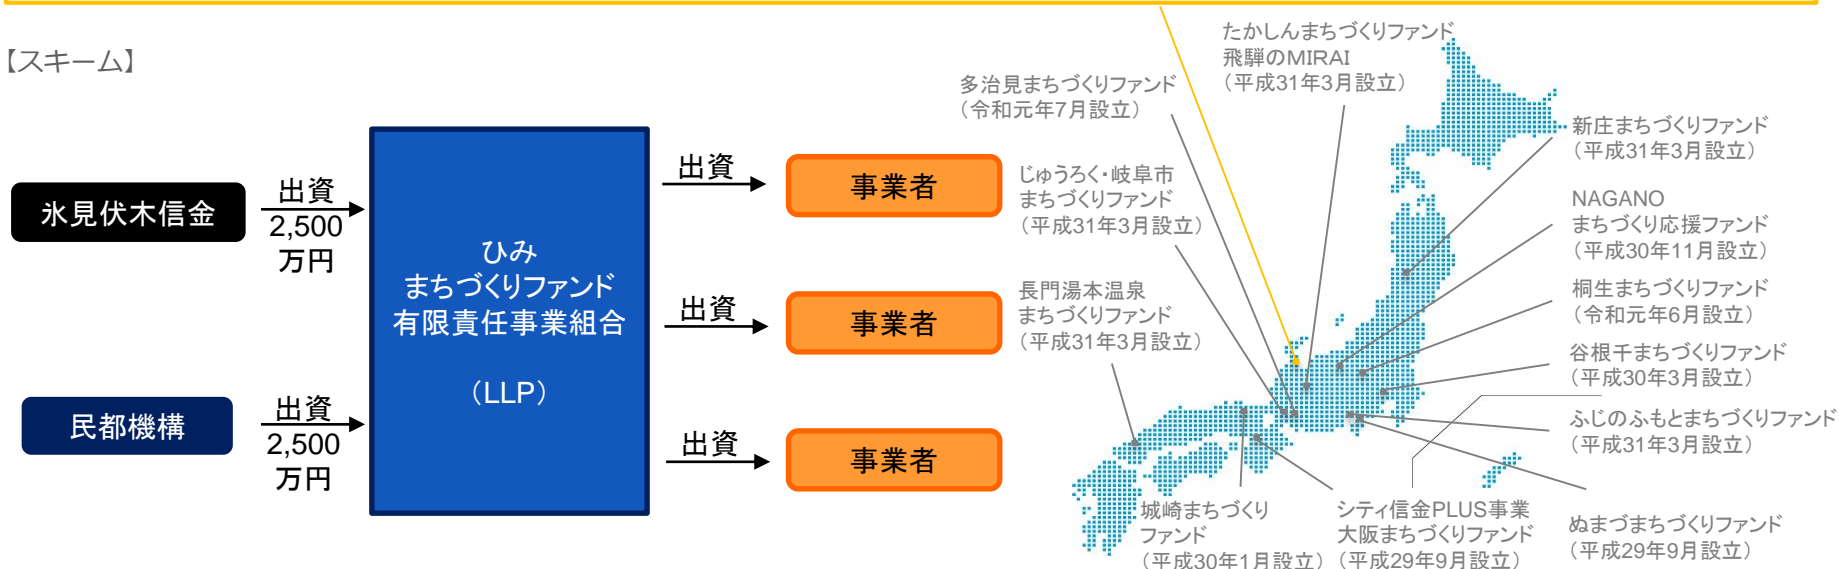 【スキーム】
氷見伏木信金
出資
2,500
万円
民都機構
出資
2,500
万円
ひみ
まちづくりファンド
有限責任事業組合
（LLP）
出資
事業者
出資
事業者
出資
事業者
たかしんまちづくりファンド
飛騨のMIRAI
（平成31年3月設立）
多治見まちづくりファンド
（令和元年7月設立）
じゅうろく・岐阜市
まちづくりファンド
（平成31年3月設立）
長門湯本温泉
まちづくりファンド
（平成31年3月設立）
新庄まちづくりファンド
（平成31年3月設立）
NAGANO
まちづくり応援ファンド
（平成30年11月設立）
桐生まちづくりファンド
（令和元年6月設立）
谷根千まちづくりファンド
（平成30年3月設立）
ふじのふもとまちづくりファンド
（平成31年3月設立）
城崎まちづくり
ファンド
（平成30年1月設立）
シティ信金PLUS事業
大阪まちづくりファンド
（平成29年9月設立）
ぬまづまちづくりファンド
（平成29年9月設立）